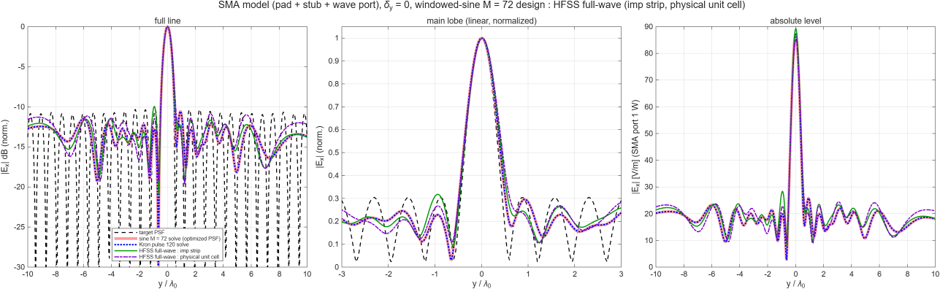 SMA model (pad + stub + wave port), δy = 0, windowed-sine M = 72 design : HFSS full-wave (imp strip, physical unit cell)
full line
main lobe (linear, normalized)
absolute level
|Ez| dB (norm.)
0
-5
-10
-15
-20
-25
-30
-10 -8 -6 -4 -2 0 2 4 6 8 10
y / λ0
target PSF
sine M = 72 solve (optimized PSF)
Kron pulse 120 solve
HFSS full-wave : imp strip
HFSS full-wave : physical unit cell
|Ez| (norm.)
1
0.9
0.8
0.7
0.6
0.5
0.4
0.3
0.2
0.1
0
-3 -2 -1 0 1 2 3
y / λ0
|Ez| [V/m] (SMA port 1 W)
90
80
70
60
50
40
30
20
10
0
-10 -8 -6 -4 -2 0 2 4 6 8 10
y / λ0